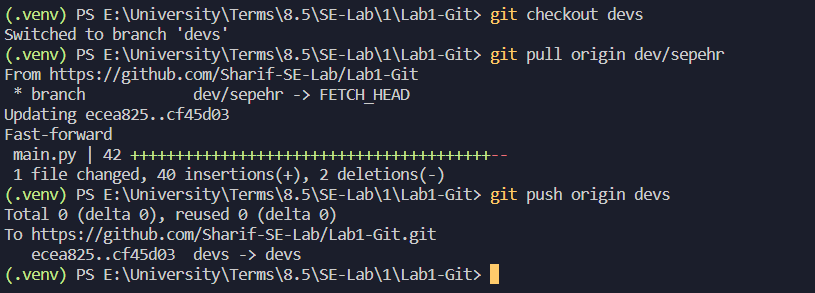 (.venv) PS E:\University\Terms\8.5\SE-Lab\1\Lab1-Git> git checkout devs
Switched to branch 'devs'
(.venv) PS E:\University\Terms\8.5\SE-Lab\1\Lab1-Git> git pull origin dev/sepehr
From https://github.com/Sharif-SE-Lab/Lab1-Git
 * branch            dev/sepehr -> FETCH_HEAD
Updating ecea825..cf45d03
Fast-forward
 main.py | 42 ++++++++++++++++++++++++++++++++++++++++--
 1 file changed, 40 insertions(+), 2 deletions(-)
(.venv) PS E:\University\Terms\8.5\SE-Lab\1\Lab1-Git> git push origin devs
Total 0 (delta 0), reused 0 (delta 0)
To https://github.com/Sharif-SE-Lab/Lab1-Git.git
   ecea825..cf45d03  devs -> devs
(.venv) PS E:\University\Terms\8.5\SE-Lab\1\Lab1-Git>